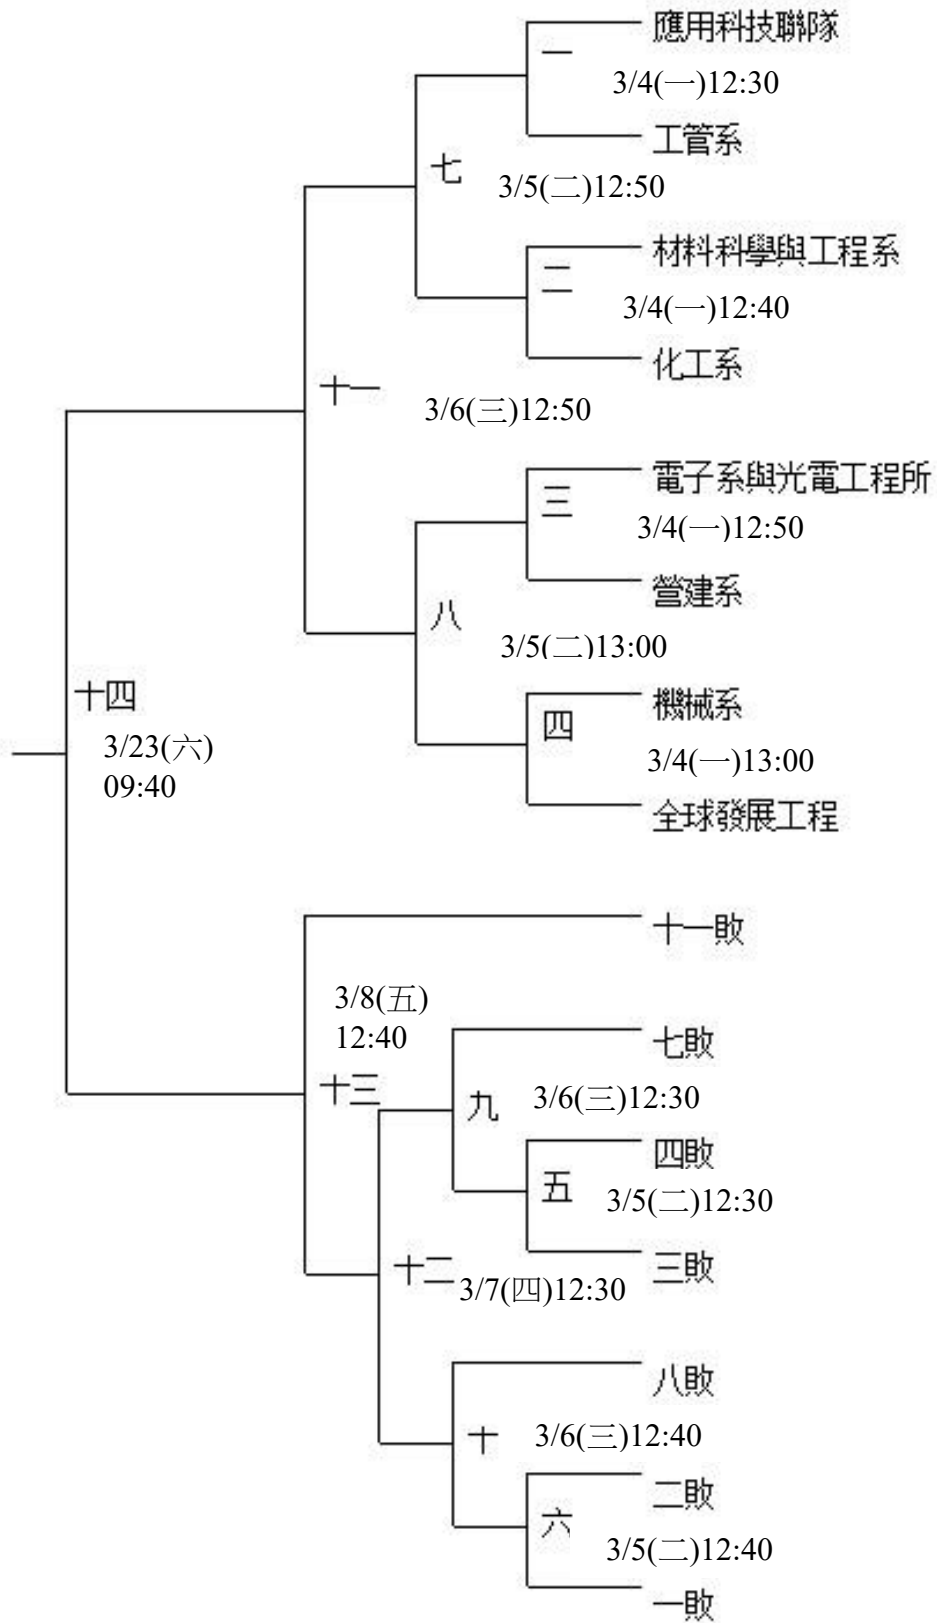 應用科技聯隊
一
3/4(一)12:30
工管系
七
3/5(二)12:50
材料科學與工程系
二
3/4(一)12:40
化工系
十一
3/6(三)12:50
電子系與光電工程所
三
3/4(一)12:50
營建系
八
3/5(二)13:00
機械系
十四
四
3/23(六)
09:40
3/4(一)13:00
全球發展工程
十一敗
3/8(五)
12:40
七敗
十三
九
3/6(三)12:30
四敗
五
3/5(二)12:30
三敗
十二
3/7(四)12:30
八敗
十
3/6(三)12:40
二敗
六
3/5(二)12:40
一敗